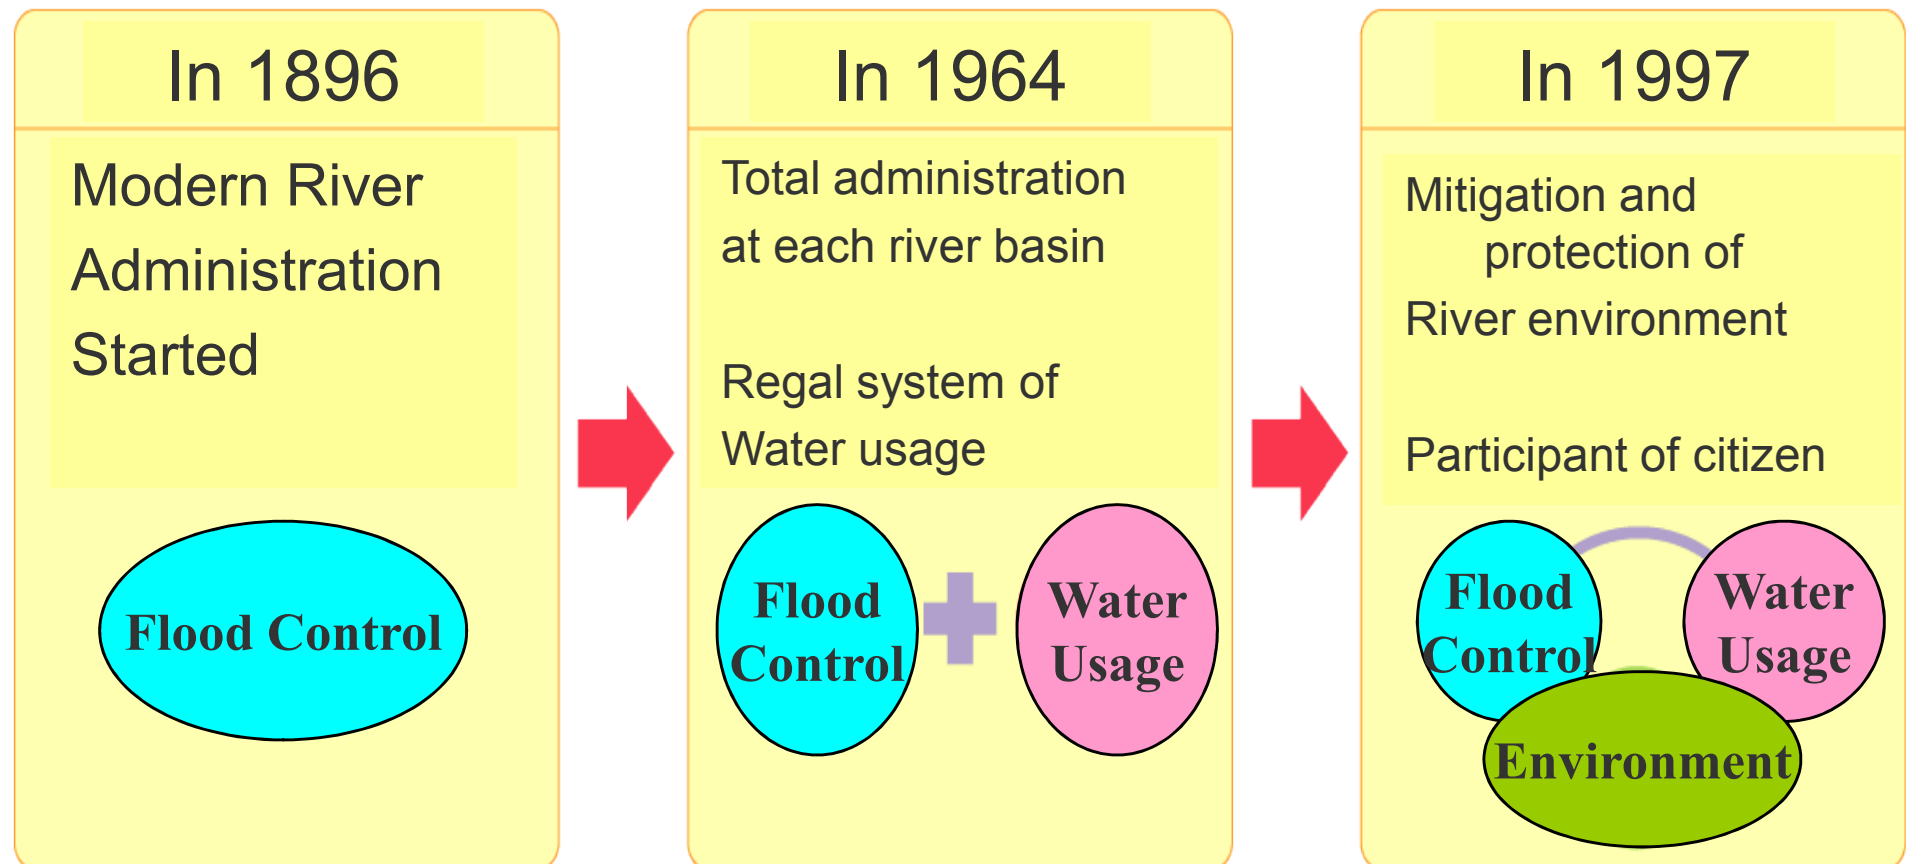 In 1896
Modern River
Administration
Started
Flood Control
In 1964
Total administration
at each river basin
Regal system of
Water usage
Flood
Control
Water
Usage
In 1997
Mitigation and
protection of
River environment
Participant of citizen
Flood
Control
Water
Usage
Environment